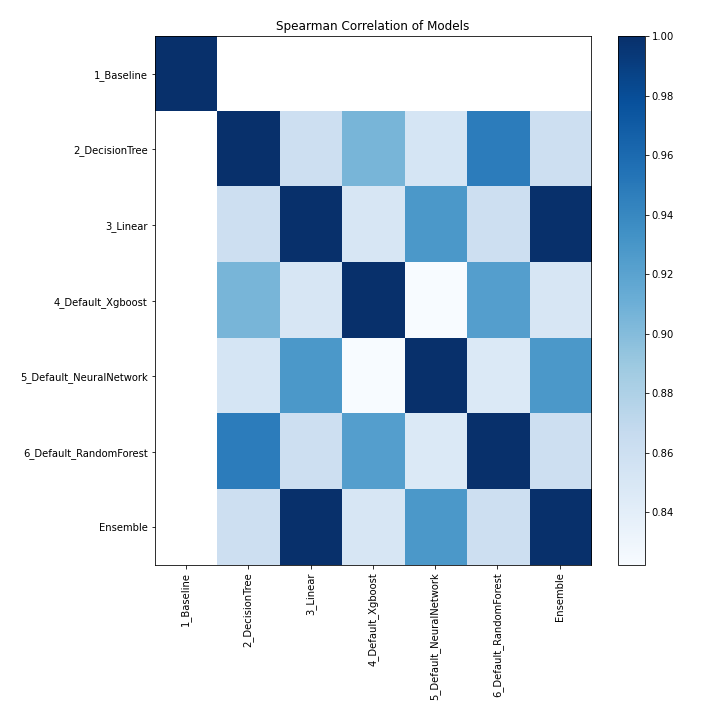 Spearman Correlation of Models
1_Baseline
2_DecisionTree
3_Linear
4_Default_Xgboost
5_Default_NeuralNetwork
6_Default_RandomForest
Ensemble
1_Baseline
2_DecisionTree
3_Linear
4_Default_Xgboost
5_Default_NeuralNetwork
6_Default_RandomForest
Ensemble
1.00
0.98
0.96
0.94
0.92
0.90
0.88
0.86
0.84